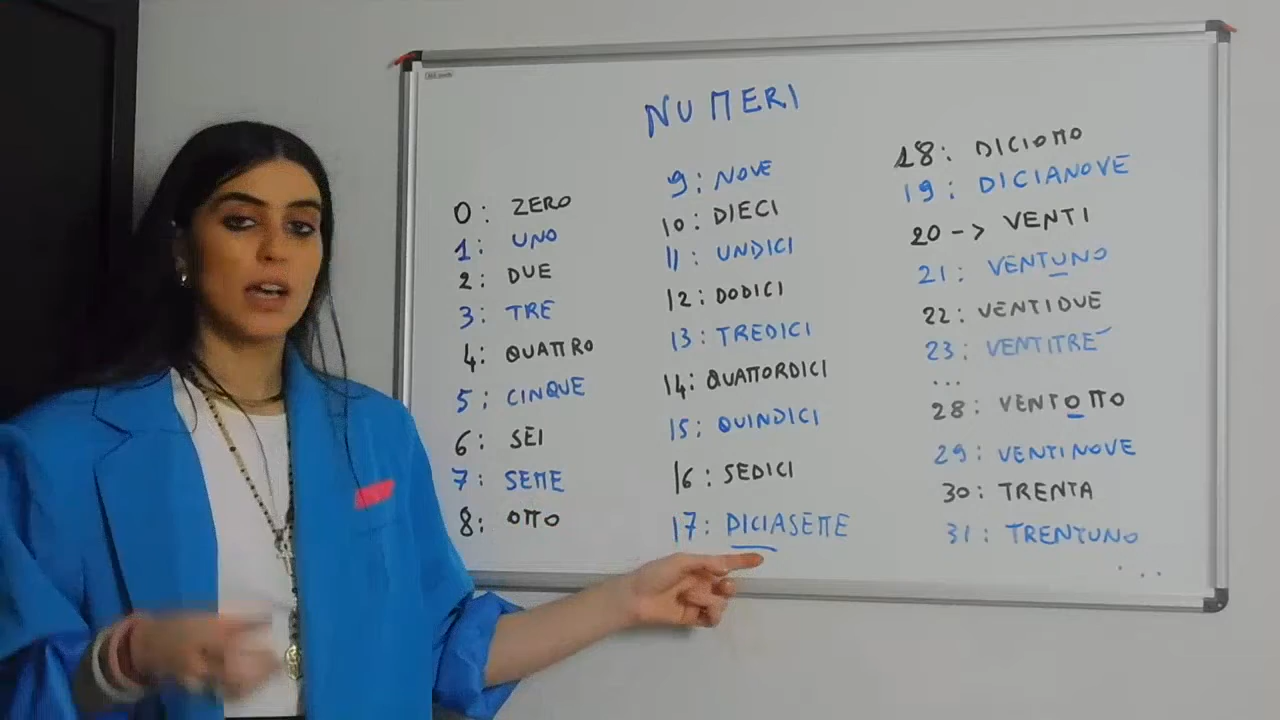 NUMERI
0: ZERO
1: UNO
2: DUE
3: TRE
4: QUATTRO
5: CINQUE
6: SEI
7: SETTE
8: OTTO
9: NOVE
10: DIECI
11: UNDICI
12: DODICI
13: TREDICI
14: QUATTORDICI
15: QUINDICI
16: SEDICI
17: DICIASETTE
18: DICIOTTO
19: DICIANOVE
20 -> VENTI
21: VENTUNO
22: VENTIDUE
23: VENTITRÉ
...
28: VENTOTTO
29: VENTINOVE
30: TRENTA
31: TRENTUNO
...